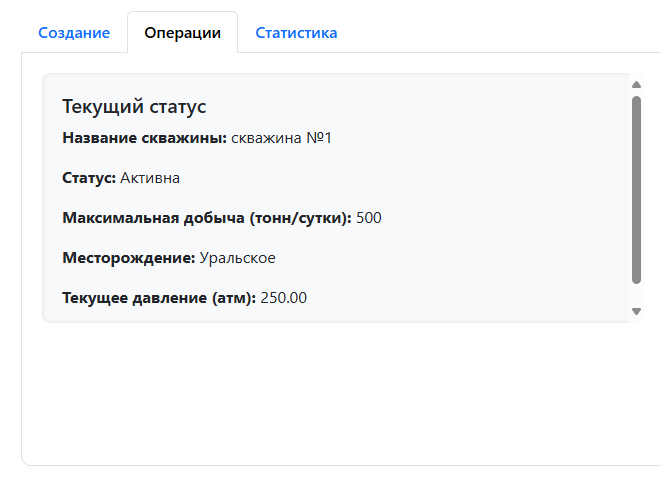 Создание Операции Статистика
Текущий статус
Название скважины: скважина №1
Статус: Активна
Максимальная добыча (тонн/сутки): 500
Месторождение: Уральское
Текущее давление (атм): 250.00